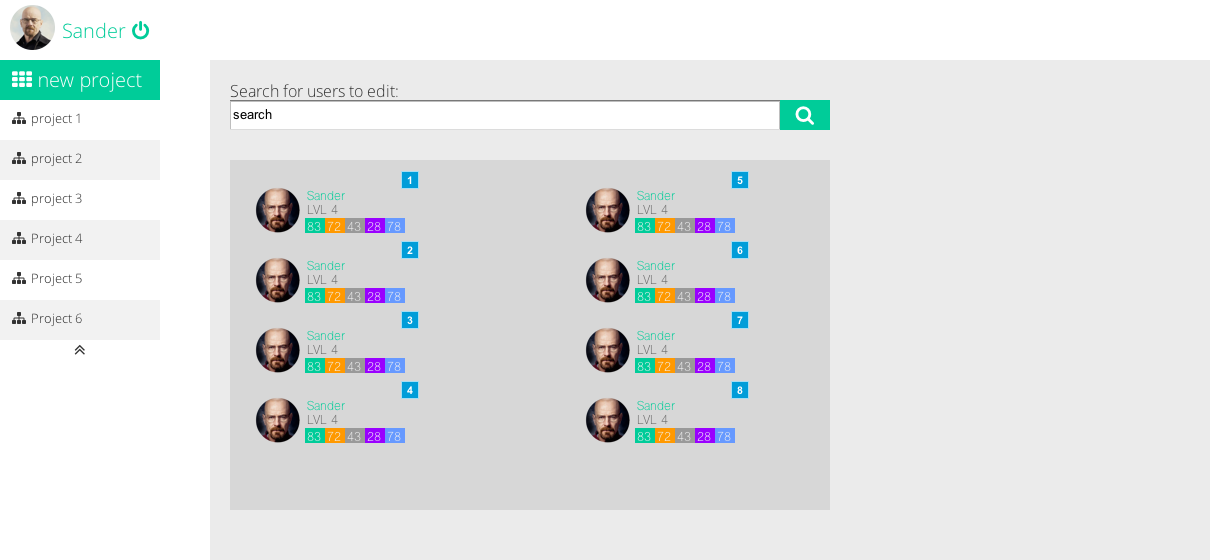 Sander
new project
project 1
project 2
project 3
Project 4
Project 5
Project 6
Search for users to edit:
search
1
Sander
LVL 4
83 72 43 28 78
2
Sander
LVL 4
83 72 43 28 78
3
Sander
LVL 4
83 72 43 28 78
4
Sander
LVL 4
83 72 43 28 78
5
Sander
LVL 4
83 72 43 28 78
6
Sander
LVL 4
83 72 43 28 78
7
Sander
LVL 4
83 72 43 28 78
8
Sander
LVL 4
83 72 43 28 78